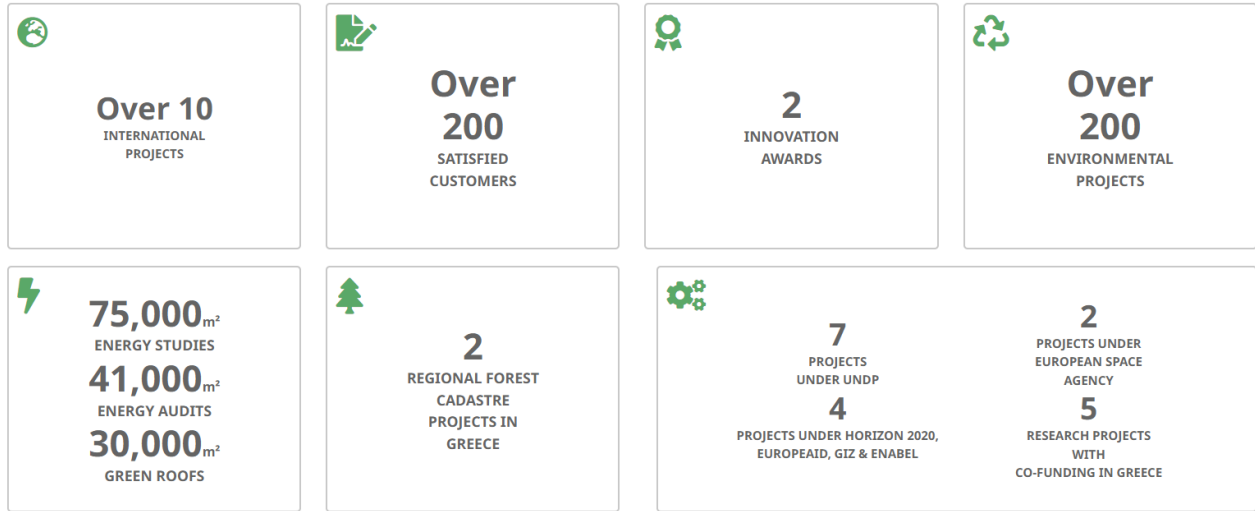 Over 10
INTERNATIONAL
PROJECTS
Over
200
SATISFIED
CUSTOMERS
2
INNOVATION
AWARDS
Over
200
ENVIRONMENTAL
PROJECTS
75,000m²
ENERGY STUDIES
41,000m²
ENERGY AUDITS
30,000m²
GREEN ROOFS
2
REGIONAL FOREST
CADASTRE
PROJECTS IN
GREECE
7
PROJECTS
UNDER UNDP
4
PROJECTS UNDER HORIZON 2020,
EUROPEAID, GIZ & ENABEL
2
PROJECTS UNDER
EUROPEAN SPACE
AGENCY
5
RESEARCH PROJECTS
WITH
CO-FUNDING IN GREECE